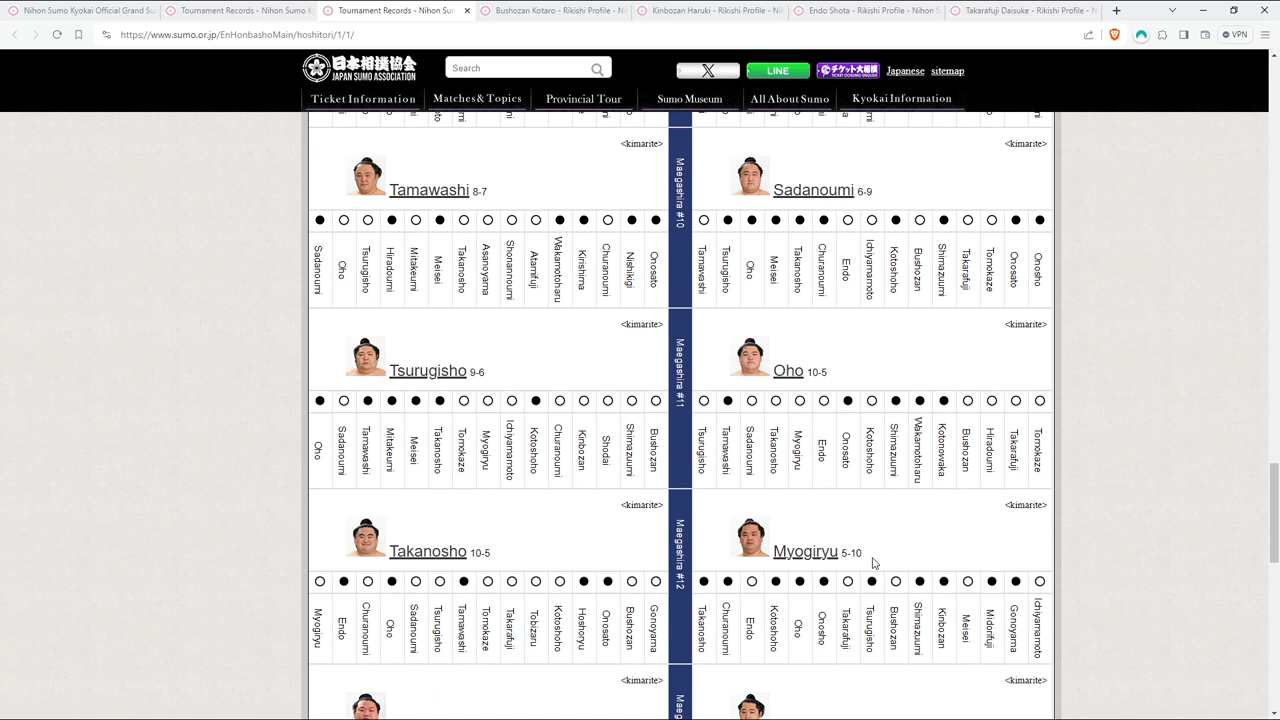 Nihon Sumo Kyokai Official Grand Su
Tournament Records - Nihon Sumo K
Tournament Records - Nihon Sum
Bushozan Kotaro - Rikishi Profile - Ni
Kinbozan Haruki - Rikishi Profile - Ni
Endo Shota - Rikishi Profile - Nihon S
Takarafuji Daisuke - Rikishi Profile - N
https://www.sumo.or.jp/EnHonbashoMain/hoshitori/1/1/
VPN
日本相撲協会
JAPAN SUMO ASSOCIATION
Search
X
LINE
チケット大相撲
TICKET OOSUMO ENGLISH
Japanese
sitemap
Ticket Information
Matches & Topics
Provincial Tour
Sumo Museum
All About Sumo
Kyokai Information
<kimarite>
Tamawashi 8-7
Sadanoumi
Oho
Tsurugisho
Hiradoumi
Mitakeumi
Meisei
Takanosho
Asanoyama
Shonannumi
Atamifuji
Wakamotoharu
Kirishima
Churanoumi
Nishikigi
Onosato
Maegashira #10
<kimarite>
Sadanoumi 6-9
Tamawashi
Tsurugisho
Oho
Meisei
Takanosho
Churanoumi
Endo
Ichiyamamoto
Kotoshoho
Bushozan
Shimazuumi
Takarafuji
Tomokaze
Onosato
Onosho
<kimarite>
Tsurugisho 9-6
Oho
Sadanoumi
Tamawashi
Mitakeumi
Meisei
Takanosho
Tomokaze
Myogiryu
Ichiyamamoto
Kotoshoho
Churanoumi
Kinbozan
Shodai
Shimazuumi
Bushozan
Maegashira #11
<kimarite>
Oho 10-5
Tsurugisho
Tamawashi
Sadanoumi
Takanosho
Myogiryu
Endo
Onosato
Kotoshoho
Shimazuumi
Wakamotoharu
Kotonowaka
Bushozan
Hiradoumi
Takarafuji
Tomokaze
<kimarite>
Takanosho 10-5
Myogiryu
Endo
Churanoumi
Oho
Sadanoumi
Tsurugisho
Tamawashi
Tomokaze
Takarafuji
Tobizaru
Kotoshoho
Hoshoryu
Onosato
Bushozan
Gonoyama
Maegashira #12
<kimarite>
Myogiryu 5-10
Takanosho
Churanoumi
Endo
Kotoshoho
Oho
Onosho
Takarafuji
Tsurugisho
Bushozan
Shimazuumi
Kinbozan
Meisei
Midorifuji
Gonoyama
Ichiyamamoto
<kimarite>
Maeg
<kimarite>